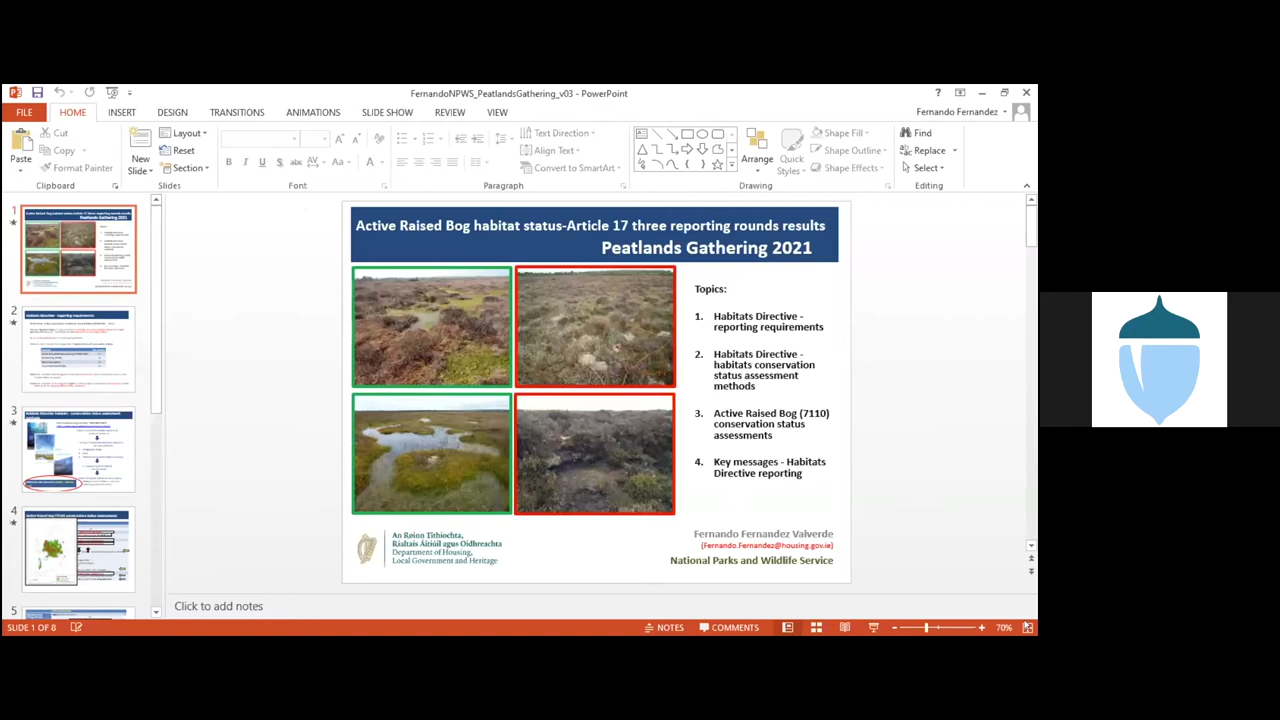 FernandoNPWS_PeatlandsGathering_v03 - PowerPoint
FILE HOME INSERT DESIGN TRANSITIONS ANIMATIONS SLIDE SHOW REVIEW VIEW
Fernando Fernandez
Paste
Cut
Copy
Format Painter
Clipboard
New
Slide
Layout
Reset
Section
Slides
Font
Text Direction
Align Text
Convert to SmartArt
Paragraph
Arrange
Quick
Styles
Shape Fill
Shape Outline
Shape Effects
Drawing
Find
Replace
Select
Editing
1
2
3
4
5
Active Raised Bog habitat status-Article 17 three reporting rounds results
Peatlands Gathering 2021
Topics:
1. Habitats Directive -
reporting requirements
2. Habitats Directive -
habitats conservation
status assessment
methods
3. Active Raised Bog (7110)
conservation status
assessments
4. Key messages - Habitats
Directive reporting
An Roinn Tithíochta,
Rialtais Áitiúil agus Oidhreachta
Department of Housing,
Local Government and Heritage
Fernando Fernandez Valverde
(Fernando.Fernandez@housing.gov.ie)
National Parks and Wildlife Service
Click to add notes
SLIDE 1 OF 8
NOTES
COMMENTS
70%